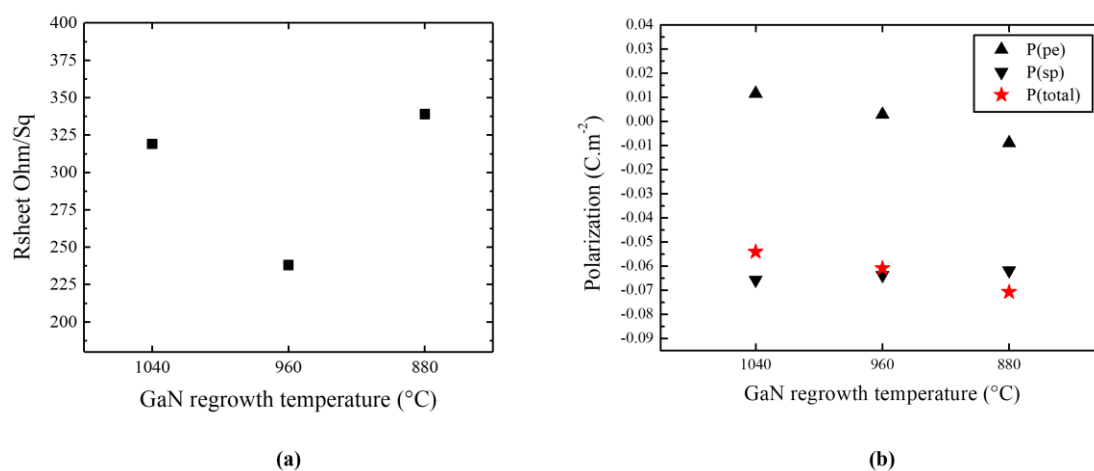 400
375
350
325
300
275
250
225
200
Rsheet Ohm/Sq
1040 960 880
GaN regrowth temperature (°C)
(a)
0.04
0.03
0.02
0.01
0.00
-0.01
-0.02
-0.03
-0.04
-0.05
-0.06
-0.07
-0.08
-0.09
Polarization (C.m⁻²)
P(pe)
P(sp)
P(total)
1040 960 880
GaN regrowth temperature (°C)
(b)